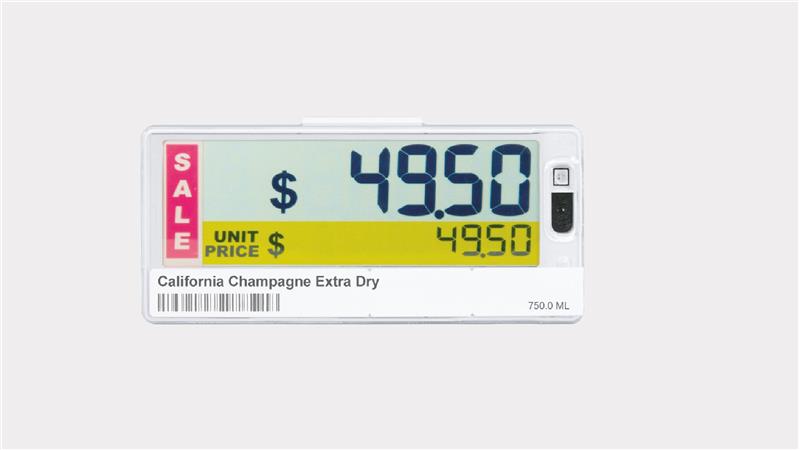 SALE
$ 49.50
UNIT PRICE $ 49.50
California Champagne Extra Dry
750.0 ML